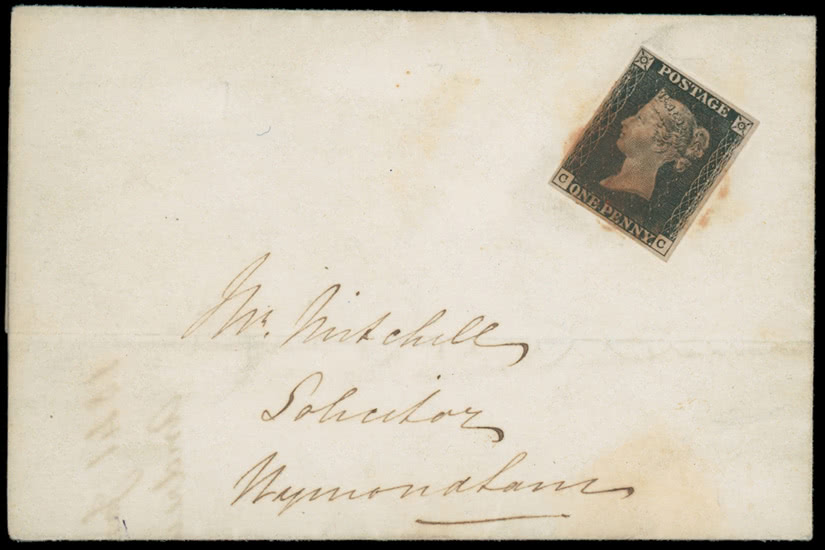 POSTAGE
C ONE PENNY C
Mr. Mitchell
Solicitor
Wymondham